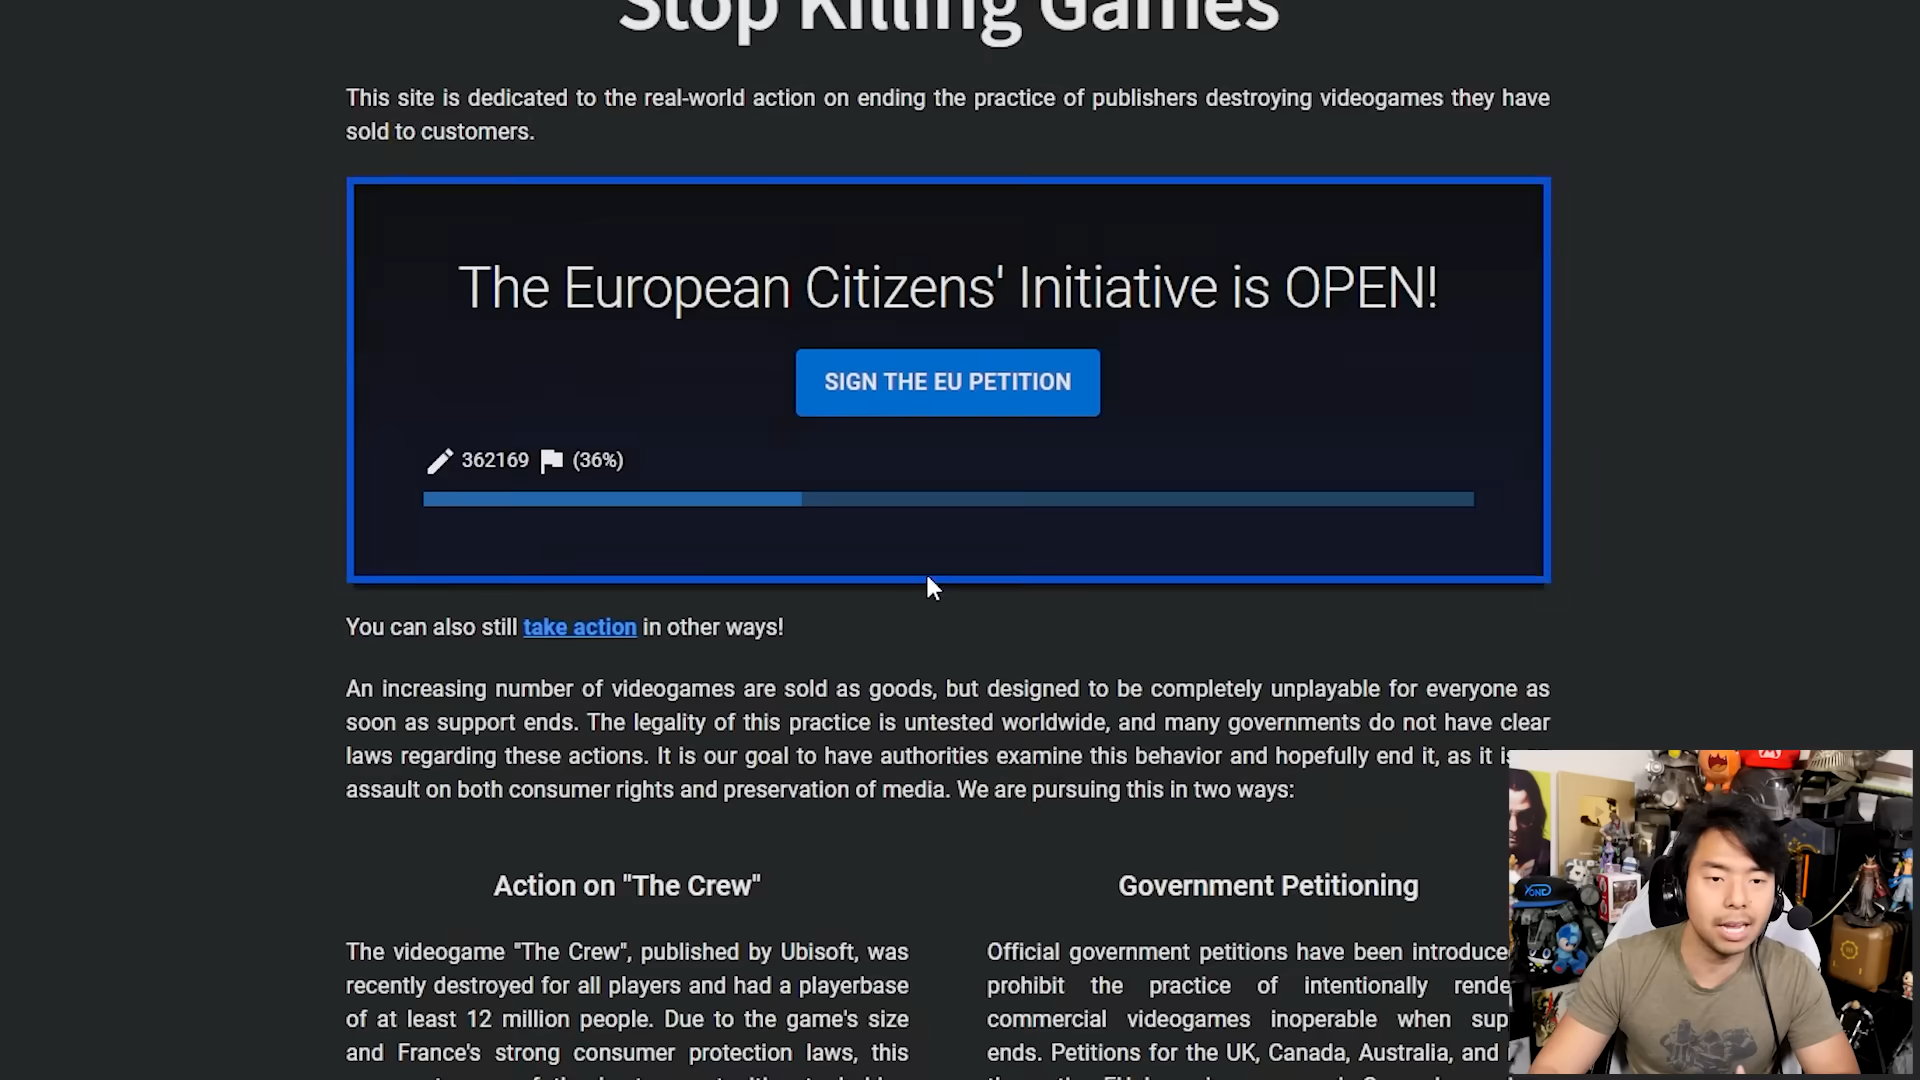 Stop Killing Games
This site is dedicated to the real-world action on ending the practice of publishers destroying videogames they have
sold to customers.
The European Citizens' Initiative is OPEN!
SIGN THE EU PETITION
362169 (36%)
You can also still take action in other ways!
An increasing number of videogames are sold as goods, but designed to be completely unplayable for everyone as
soon as support ends. The legality of this practice is untested worldwide, and many governments do not have clear
laws regarding these actions. It is our goal to have authorities examine this behavior and hopefully end it, as it is
assault on both consumer rights and preservation of media. We are pursuing this in two ways:
Action on "The Crew"
The videogame "The Crew", published by Ubisoft, was
recently destroyed for all players and had a playerbase
of at least 12 million people. Due to the game's size
and France's strong consumer protection laws, this
Government Petitioning
Official government petitions have been introduce
prohibit the practice of intentionally rende
commercial videogames inoperable when sup
ends. Petitions for the UK, Canada, Australia, and
YONG